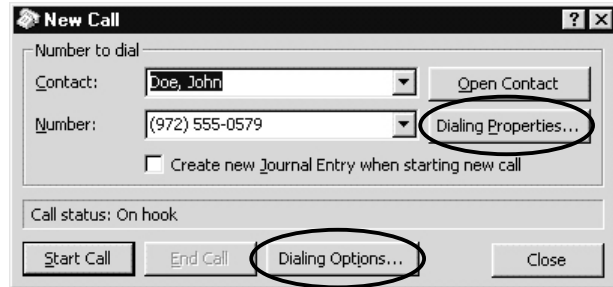 New Call
Number to dial
Contact: Doe, John Open Contact
Number: (972) 555-0579 Dialing Properties...
Create new Journal Entry when starting new call
Call status: On hook
Start Call End Call Dialing Options... Close